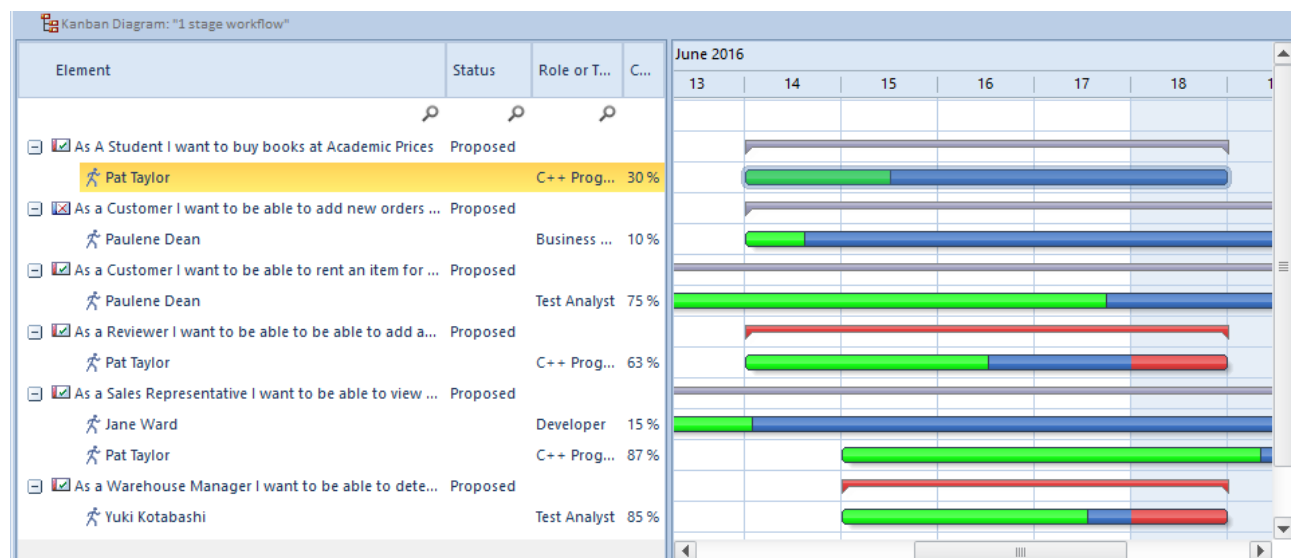 Kanban Diagram: "1 stage workflow"
Element Status Role or T... C... June 2016
13 14 15 16 17 18 1
As A Student I want to buy books at Academic Prices Proposed
Pat Taylor C++ Prog... 30 %
As a Customer I want to be able to add new orders ... Proposed
Paulene Dean Business ... 10 %
As a Customer I want to be able to rent an item for ... Proposed
Paulene Dean Test Analyst 75 %
As a Reviewer I want to be able to be able to add a... Proposed
Pat Taylor C++ Prog... 63 %
As a Sales Representative I want to be able to view ... Proposed
Jane Ward Developer 15 %
Pat Taylor C++ Prog... 87 %
As a Warehouse Manager I want to be able to dete... Proposed
Yuki Kotabashi Test Analyst 85 %